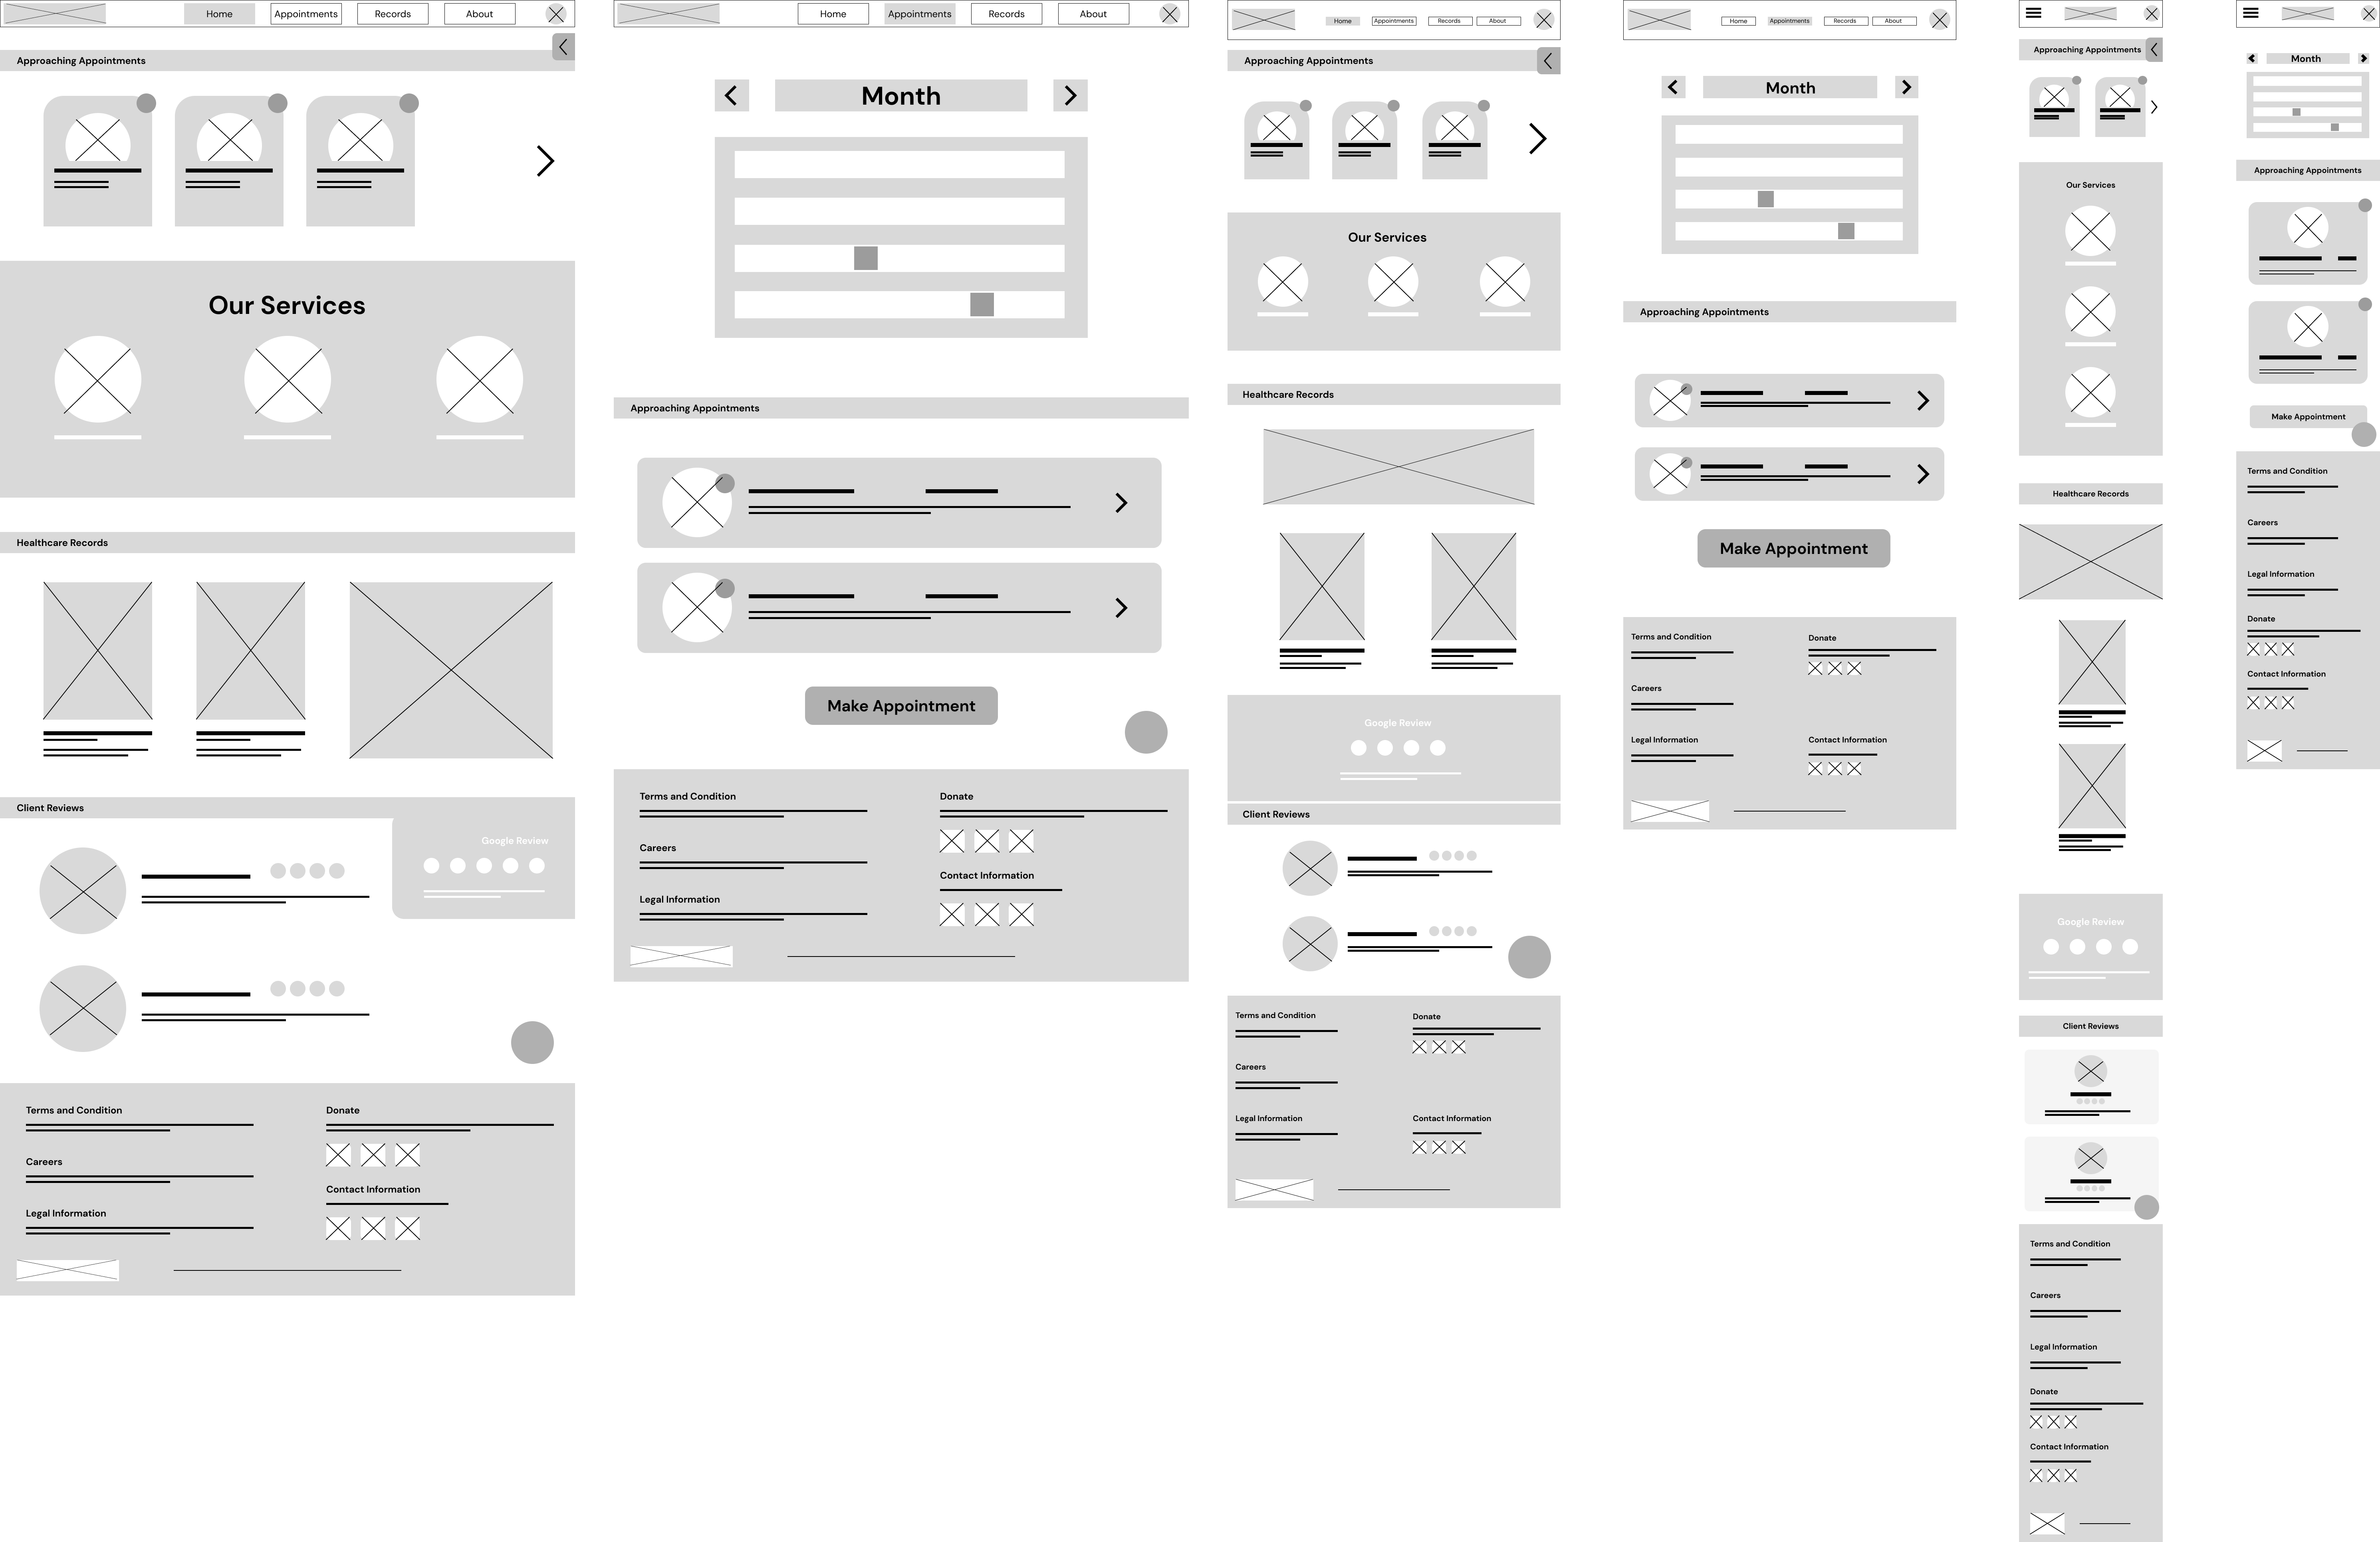 Home
Appointments
Records
About
Approaching Appointments
Our Services
Healthcare Records
Client Reviews
Google Review
Terms and Condition
Donate
Careers
Contact Information
Legal Information
Home
Appointments
Records
About
Month
Approaching Appointments
Make Appointment
Terms and Condition
Donate
Careers
Contact Information
Legal Information
Home
Appointments
Records
About
Approaching Appointments
Our Services
Healthcare Records
Google Review
Client Reviews
Terms and Condition
Donate
Careers
Legal Information
Contact Information
Home
Appointments
Records
About
Month
Approaching Appointments
Make Appointment
Terms and Condition
Donate
Careers
Legal Information
Contact Information
Approaching Appointments
Our Services
Healthcare Records
Google Review
Client Reviews
Terms and Condition
Careers
Legal Information
Donate
Contact Information
Month
Approaching Appointments
Make Appointment
Terms and Condition
Careers
Legal Information
Donate
Contact Information